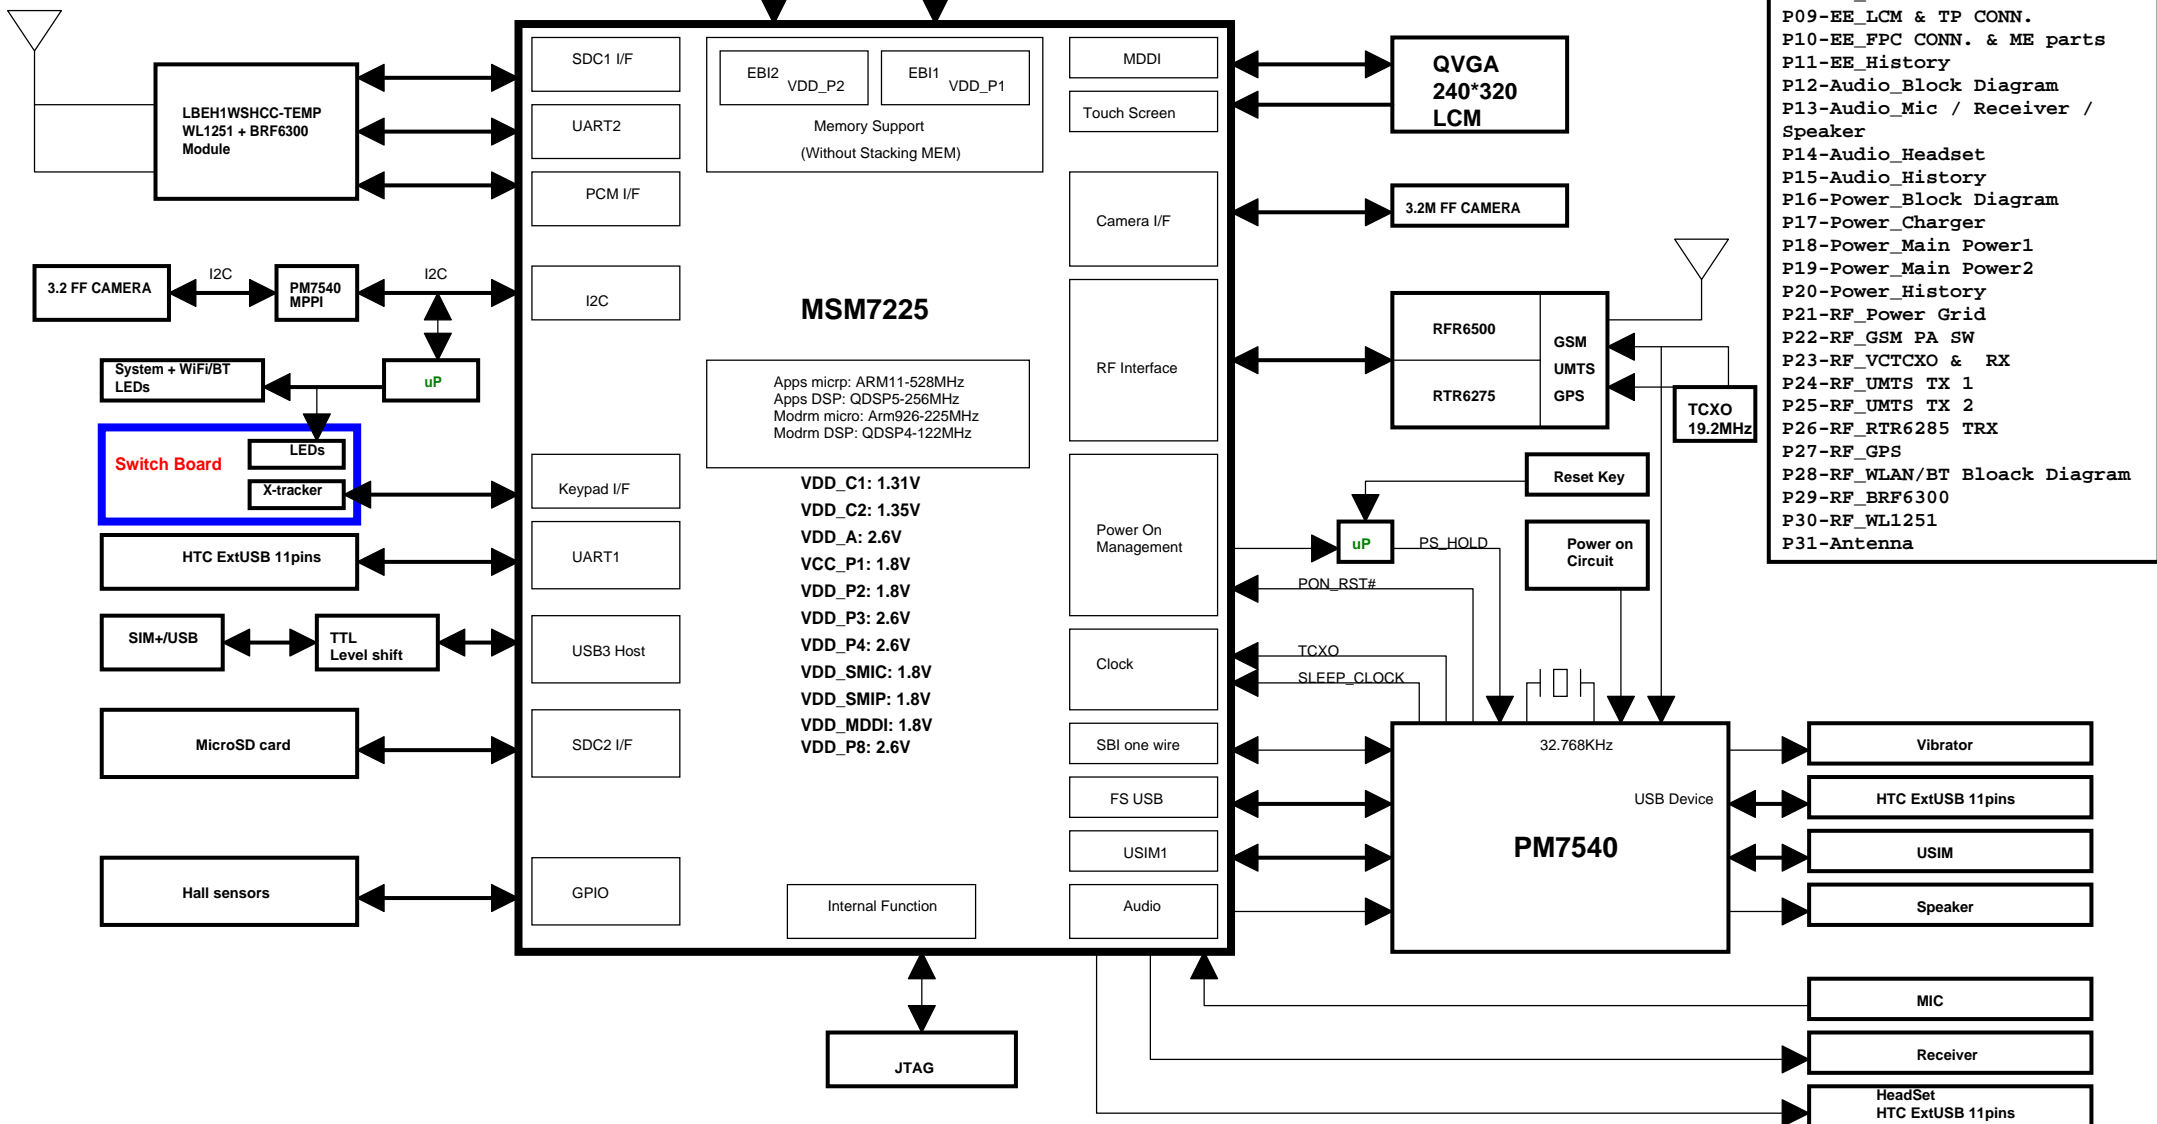 P09-EE_LCM & TP CONN.
P10-EE_FPC CONN. & ME parts
P11-EE_History
P12-Audio_Block Diagram
P13-Audio_Mic / Receiver /
Speaker
P14-Audio_Headset
P15-Audio_History
P16-Power_Block Diagram
P17-Power_Charger
P18-Power_Main Power1
P19-Power_Main Power2
P20-Power_History
P21-RF_Power Grid
P22-RF_GSM PA SW
P23-RF_VCTCXO & RX
P24-RF_UMTS TX 1
P25-RF_UMTS TX 2
P26-RF_RTR6285 TRX
P27-RF_GPS
P28-RF_WLAN/BT Bloack Diagram
P29-RF_BRF6300
P30-RF_WL1251
P31-Antenna
LBEH1WSHCC-TEMP
WL1251 + BRF6300
Module
3.2 FF CAMERA
I2C
PM7540
MPPI
I2C
System + WiFi/BT
LEDs
uP
Switch Board
LEDs
X-tracker
HTC ExtUSB 11pins
SIM+/USB
TTL
Level shift
MicroSD card
Hall sensors
SDC1 I/F
UART2
PCM I/F
I2C
Keypad I/F
UART1
USB3 Host
SDC2 I/F
GPIO
EBI2
VDD_P2
EBI1
VDD_P1
Memory Support
(Without Stacking MEM)
MSM7225
Apps micrp: ARM11-528MHz
Apps DSP: QDSP5-256MHz
Modrm micro: Arm926-225MHz
Modrm DSP: QDSP4-122MHz
VDD_C1: 1.31V
VDD_C2: 1.35V
VDD_A: 2.6V
VCC_P1: 1.8V
VDD_P2: 1.8V
VDD_P3: 2.6V
VDD_P4: 2.6V
VDD_SMIC: 1.8V
VDD_SMIP: 1.8V
VDD_MDDI: 1.8V
VDD_P8: 2.6V
Internal Function
JTAG
MDDI
Touch Screen
Camera I/F
RF Interface
Power On
Management
Clock
SBI one wire
FS USB
USIM1
Audio
QVGA
240*320
LCM
3.2M FF CAMERA
RFR6500
RTR6275
GSM
UMTS
GPS
TCXO
19.2MHz
Reset Key
uP
PS_HOLD
Power on
Circuit
PON_RST#
TCXO
SLEEP_CLOCK
32.768KHz
USB Device
PM7540
Vibrator
HTC ExtUSB 11pins
USIM
Speaker
MIC
Receiver
HeadSet
HTC ExtUSB 11pins